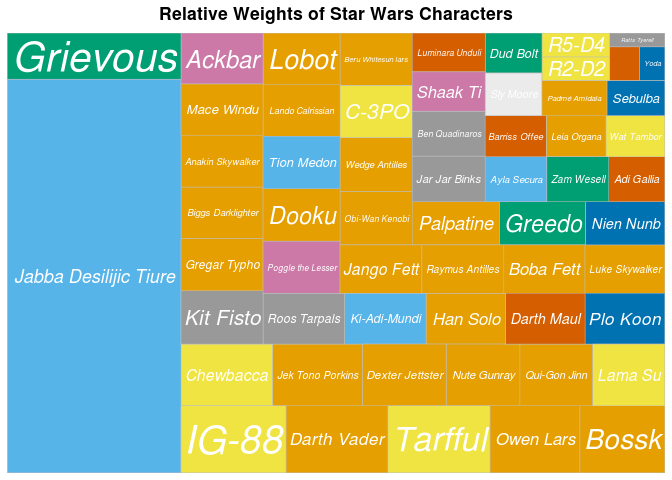 Relative Weights of Star Wars Characters
Grievous
Jabba Desilijic Tiure
Ackbar
Lobot
Beru Whitesun lars
Luminara Unduli
Dud Bolt
R5-D4
Ratts Tyerell
R2-D2
Yoda
Mace Windu
Lando Calrissian
C-3PO
Shaak Ti
Sly Moore
Padmé Amidala
Sebulba
Anakin Skywalker
Tion Medon
Wedge Antilles
Ben Quadinaros
Barriss Offee
Leia Organa
Wat Tambor
Jar Jar Binks
Ayla Secura
Zam Wesell
Adi Gallia
Biggs Darklighter
Dooku
Obi-Wan Kenobi
Palpatine
Greedo
Nien Nunb
Gregar Typho
Poggle the Lesser
Jango Fett
Raymus Antilles
Boba Fett
Luke Skywalker
Kit Fisto
Roos Tarpals
Ki-Adi-Mundi
Han Solo
Darth Maul
Plo Koon
Chewbacca
Jek Tono Porkins
Dexter Jettster
Nute Gunray
Qui-Gon Jinn
Lama Su
IG-88
Darth Vader
Tarfful
Owen Lars
Bossk